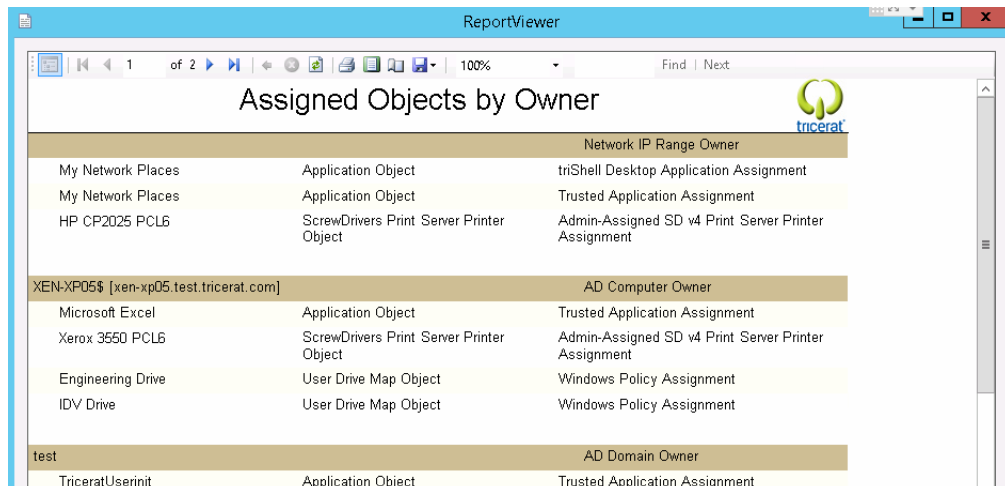 ReportViewer
1 of 2 100% Find | Next
Assigned Objects by Owner
tricerat
Network IP Range Owner
My Network Places Application Object triShell Desktop Application Assignment
My Network Places Application Object Trusted Application Assignment
HP CP2025 PCL6 ScrewDrivers Print Server Printer Admin-Assigned SD v4 Print Server Printer
Object Assignment
XEN-XP05$ [xen-xp05.test.tricerat.com] AD Computer Owner
Microsoft Excel Application Object Trusted Application Assignment
Xerox 3550 PCL6 ScrewDrivers Print Server Printer Admin-Assigned SD v4 Print Server Printer
Object Assignment
Engineering Drive User Drive Map Object Windows Policy Assignment
IDV Drive User Drive Map Object Windows Policy Assignment
test AD Domain Owner
TriceratUserinit Application Object Trusted Application Assignment